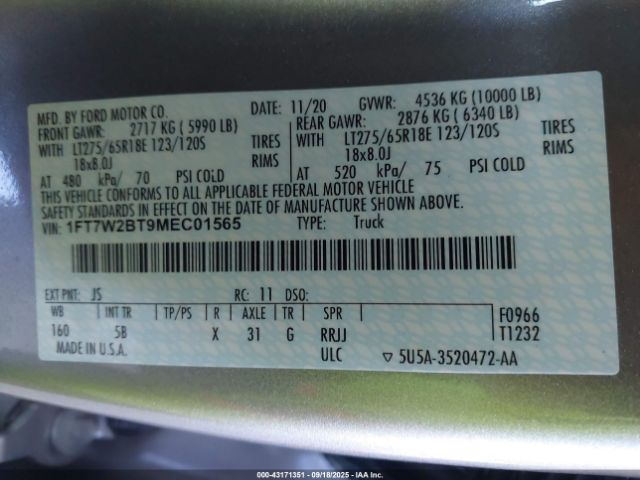 MFD. BY FORD MOTOR CO. DATE: 11/20 GVWR: 4536 KG (10000 LB)
FRONT GAWR: 2717 KG ( 5990 LB) REAR GAWR: 2876 KG ( 6340 LB)
WITH LT275/65R18E 123/120S TIRES WITH LT275/65R18E 123/120S TIRES
18x8.0J RIMS 18x8.0J RIMS
AT 480 kPa/ 70 PSI COLD AT 520 kPa/ 75 PSI COLD
THIS VEHICLE CONFORMS TO ALL APPLICABLE FEDERAL MOTOR VEHICLE
SAFETY STANDARDS IN EFFECT ON THE DATE OF MANUFACTURE SHOWN ABOVE.
VIN: 1FT7W2BT9MEC01565 TYPE: Truck
EXT PNT: JS RC: 11 DSO:
WB INT TR TP/PS R AXLE TR SPR F0966
160 5B X 31 G RRJJ T1232
MADE IN U.S.A. ULC ▽ 5U5A-3520472-AA
000-43171351 | 09/18/2025 | IAAI, Inc.